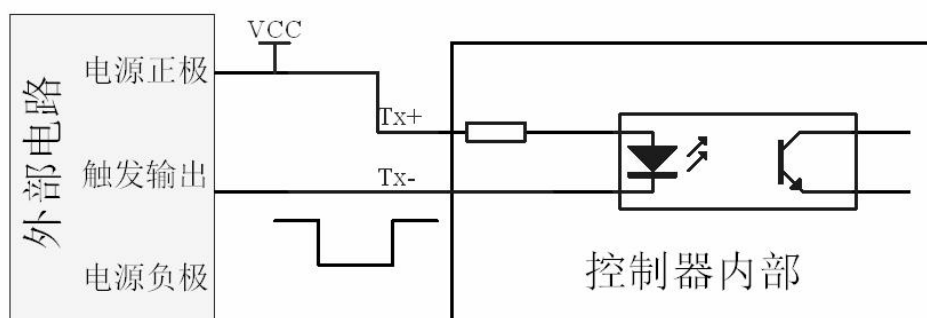 外部电路
电源正极
触发输出
电源负极
VCC
Tx+
Tx-
控制器内部